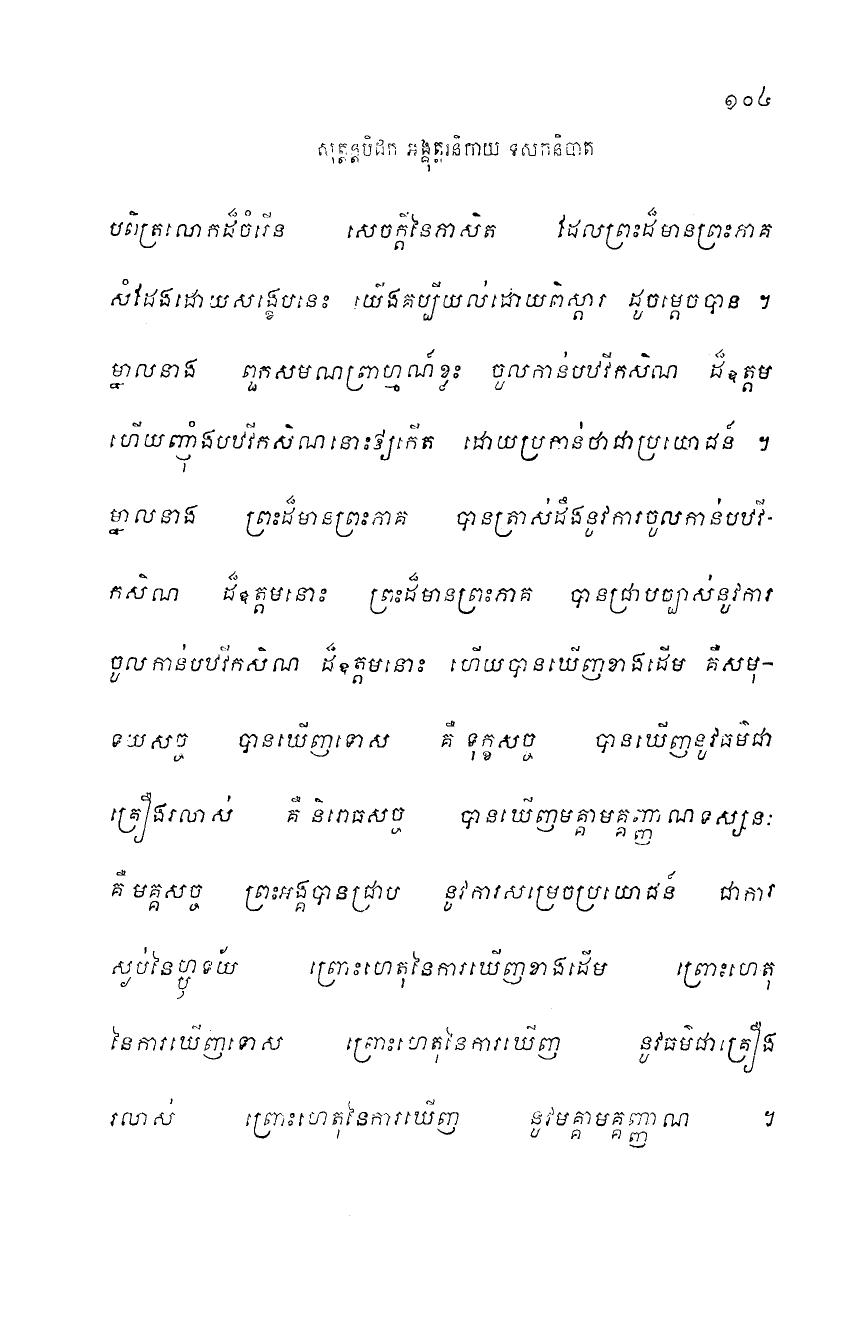 ១០៤
សុត្តន្តបិដក អង្គុត្តរនិកាយ ទសកនិបាត
បពិត្រលោកដ៏ចំរើន សេចក្តីនៃភាសិត ដែលព្រះដ៏មានព្រះភាគ
សំដែងដោយសង្ខេបនេះ យើងគប្បីយល់ដោយពិស្តារ ដូចម្តេចបាន ។
ម្នាលនាង ពួកសមណព្រាហ្មណ៍ខ្លះ ចូលកាន់បឋវីកសិណ ដ៏ឧត្តម
ហើយញ៉ាំងបឋវីកសិណនោះឲ្យកើត ដោយប្រកាន់ថាជាប្រយោជន៍ ។
ម្នាលនាង ព្រះដ៏មានព្រះភាគ បានត្រាស់ដឹងនូវការចូលកាន់បឋវី-
កសិណ ដ៏ឧត្តមនោះ ព្រះដ៏មានព្រះភាគ បានជ្រាបច្បាស់នូវការ
ចូលកាន់បឋវីកសិណ ដ៏ឧត្តមនោះ ហើយបានឃើញខាងដើម គឺសមុ-
ទយសច្ច បានឃើញទោស គឺ ទុក្ខសច្ច បានឃើញនូវធម៌ជា
គ្រឿងរលាស់ គឺ និរោធសច្ច បានឃើញមគ្គាមគ្គញ្ញាណទស្សនៈ
គឺ មគ្គសច្ច ព្រះអង្គបានជ្រាប នូវការសម្រេចប្រយោជន៍ ជាការ
ស្ងប់នៃហ្ឫទ័យ ព្រោះហេតុនៃការឃើញខាងដើម ព្រោះហេតុ
នៃការឃើញទោស ព្រោះហេតុនៃការឃើញ នូវធម៌ជាគ្រឿង
រលាស់ ព្រោះហេតុនៃការឃើញ នូវមគ្គាមគ្គញ្ញាណ ។